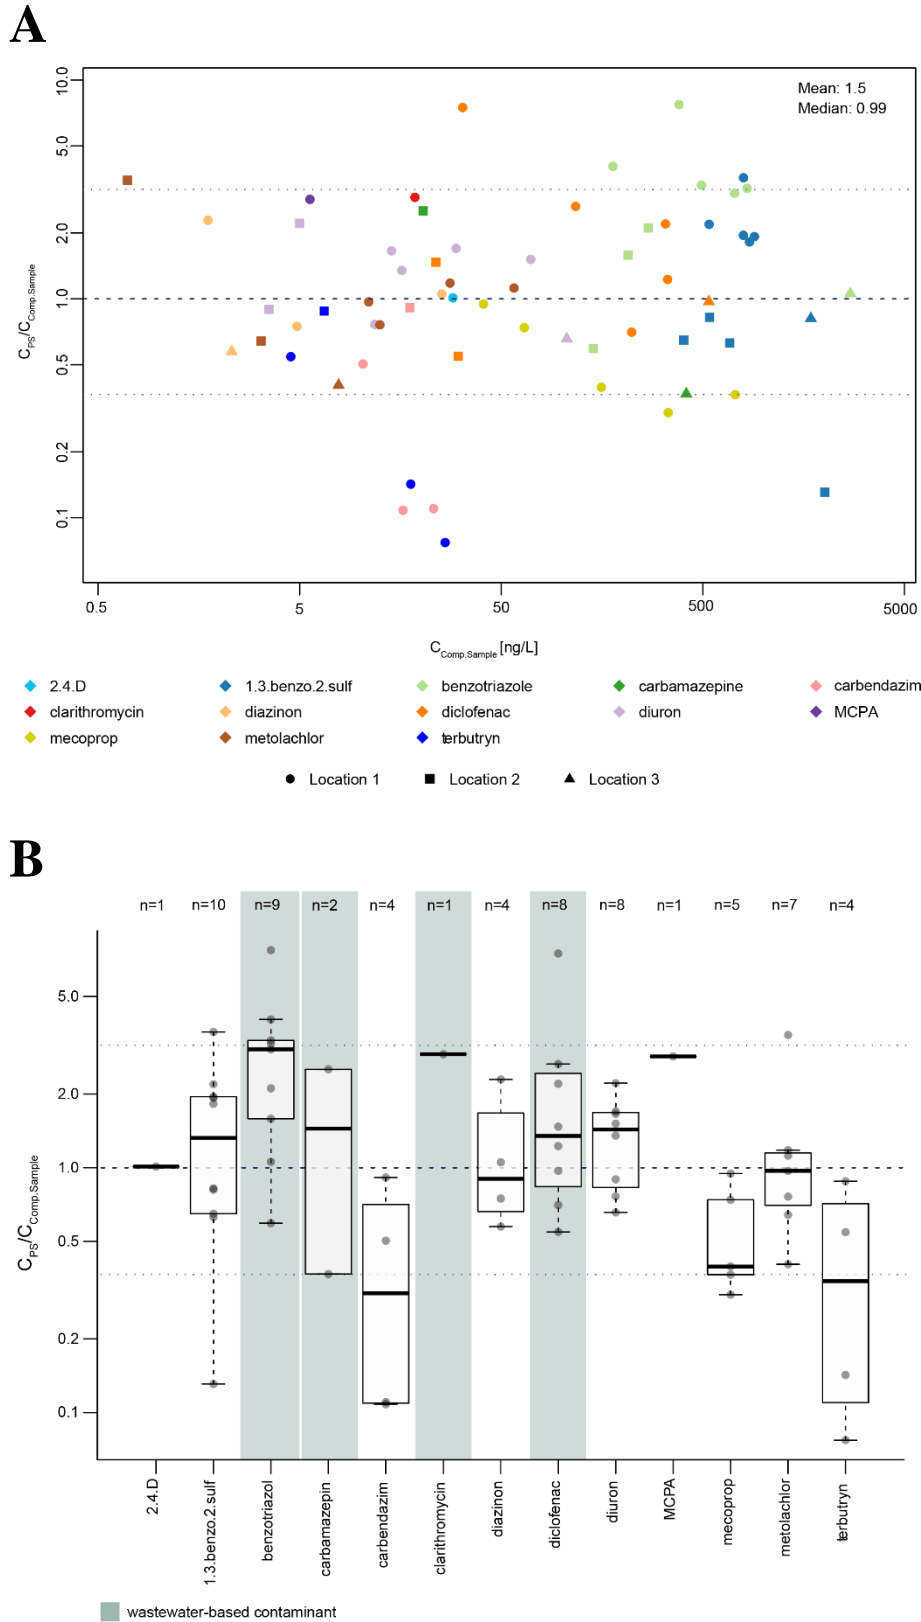 A
Mean: 1.5
Median: 0.99
10.0
5.0
2.0
1.0
0.5
0.2
0.1
CPS/CComp.Sample
0.5 5 50 500 5000
CComp.Sample [ng/L]
2.4.D 1.3.benzo.2.sulf benzotriazole carbamazepine carbendazim
clarithromycin diazinon diclofenac diuron MCPA
mecoprop metolachlor terbutryn
Location 1 Location 2 Location 3
B
n=1 n=10 n=9 n=2 n=4 n=1 n=4 n=8 n=8 n=1 n=5 n=7 n=4
5.0
2.0
1.0
0.5
0.2
0.1
CPS/CComp.Sample
2.4.D
1.3.benzo.2.sulf
benzotriazol
carbamazepin
carbendazim
clarithromycin
diazinon
diclofenac
diuron
MCPA
mecoprop
metolachlor
terbutryn
wastewater-based contaminant